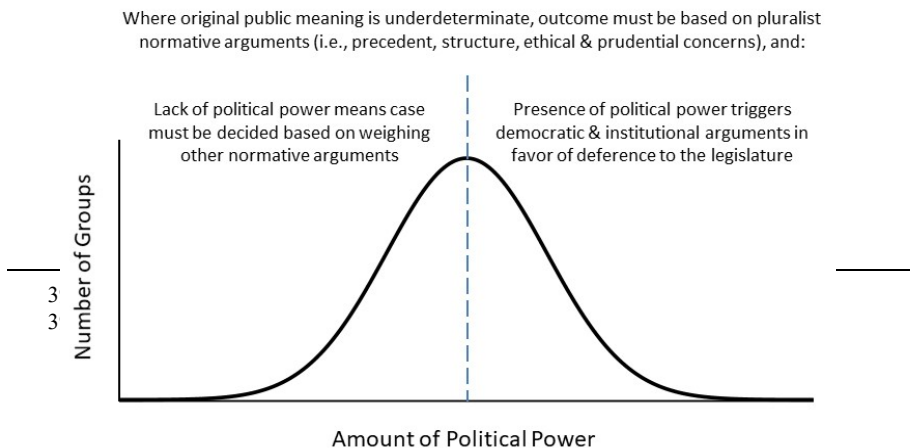 Where original public meaning is underdeterminate, outcome must be based on pluralist
normative arguments (i.e., precedent, structure, ethical & prudential concerns), and:
Lack of political power means case
must be decided based on weighing
other normative arguments
Presence of political power triggers
democratic & institutional arguments in
favor of deference to the legislature
Number of Groups
3
3
Amount of Political Power